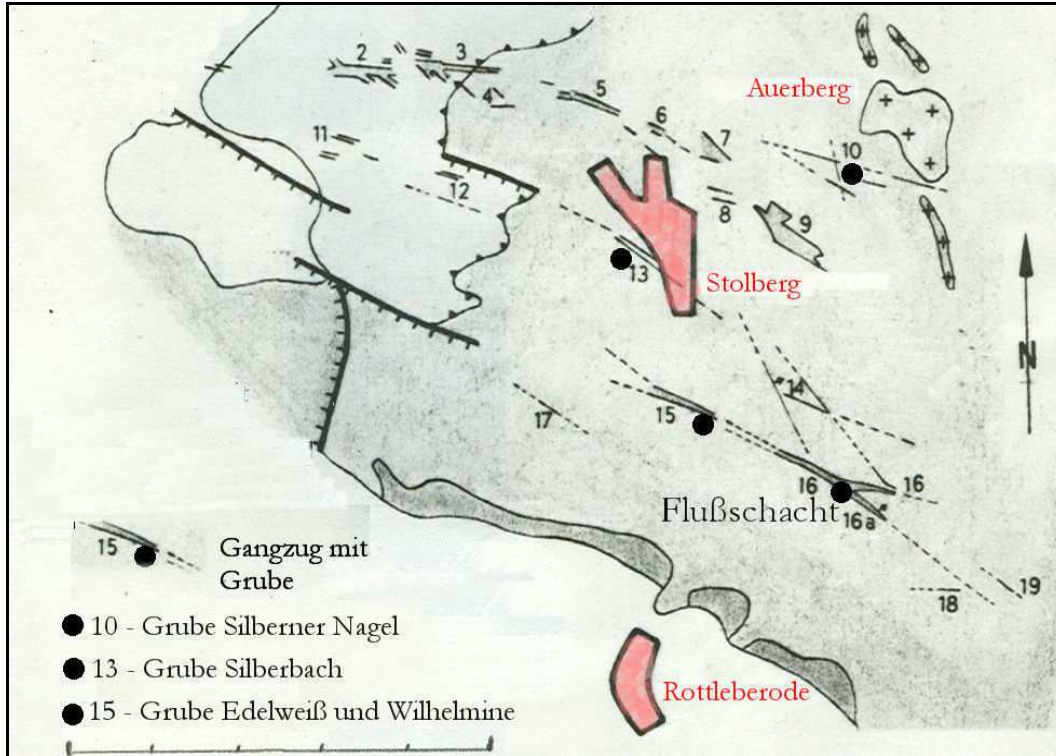 2
3
4
5
6
7
8
9
10
11
12
13
14
15
16
16
16a
17
18
19
Auerberg
Stolberg
N
Flußschacht
Rottleberode
15
Gangzug mit
Grube
10 - Grube Silberner Nagel
13 - Grube Silberbach
15 - Grube Edelweiß und Wilhelmine